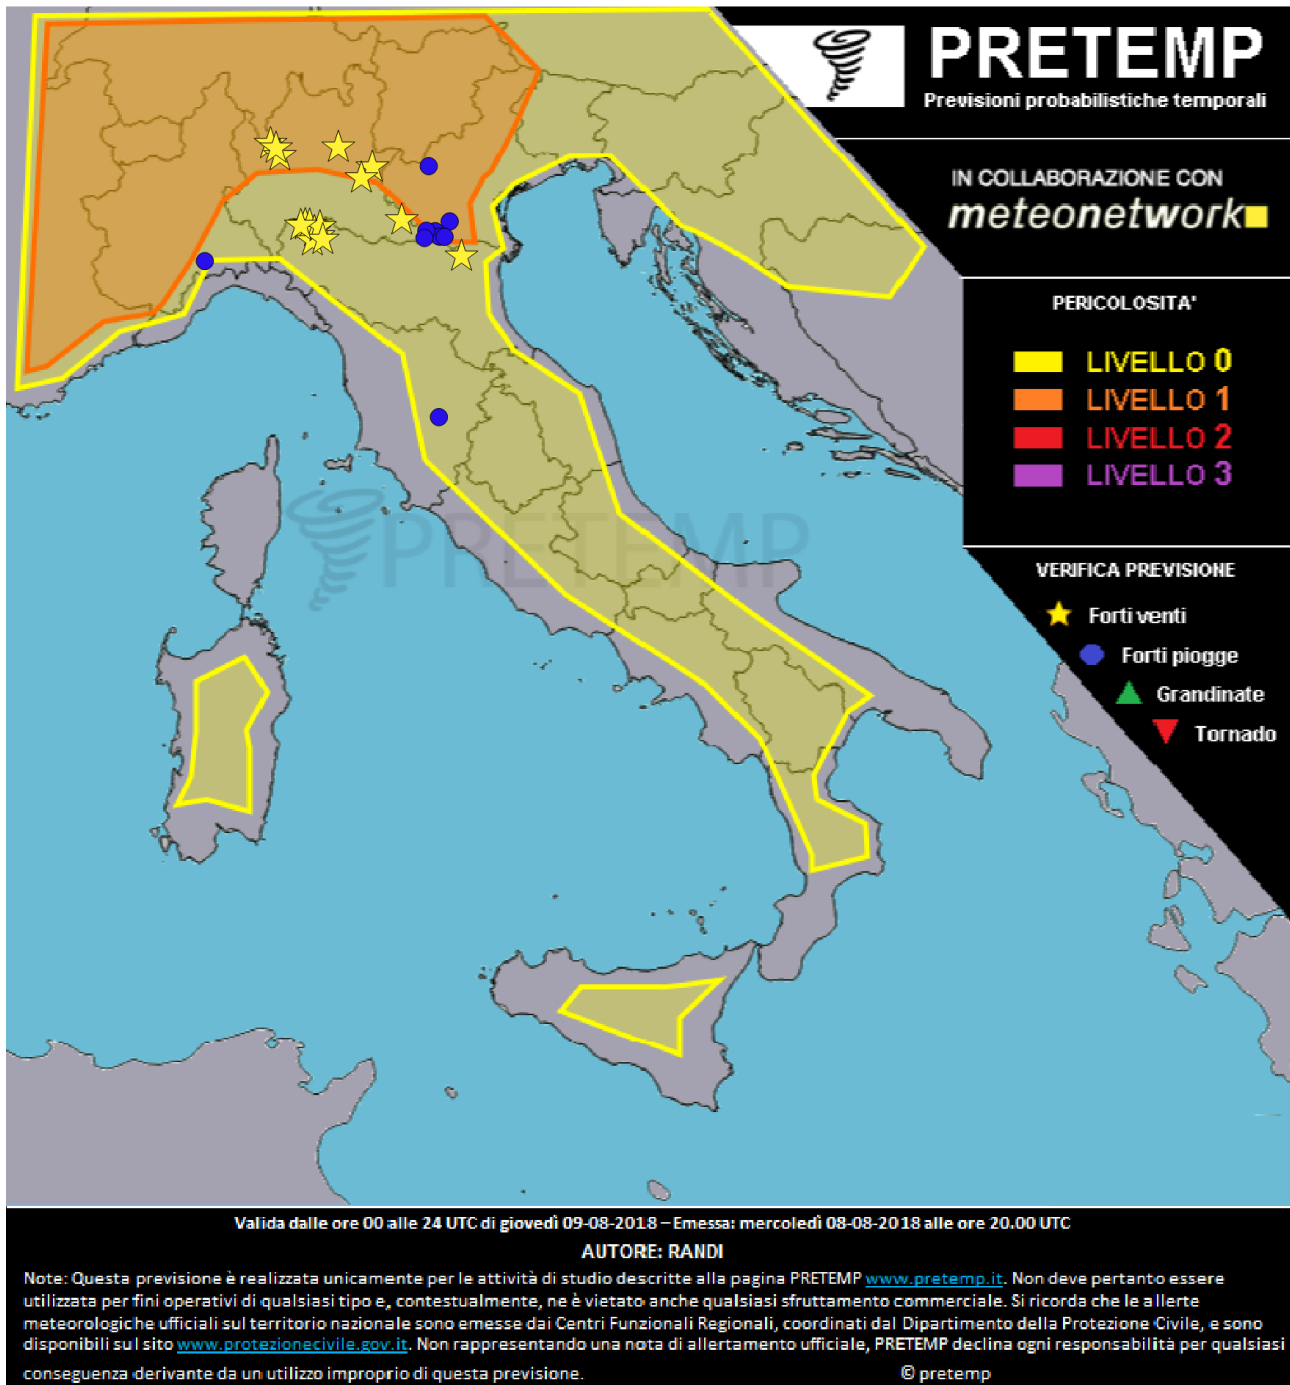 PRETEMP
Previsioni probabilistiche temporali
IN COLLABORAZIONE CON
meteonetwork
PERICOLOSITA'
LIVELLO 0
LIVELLO 1
LIVELLO 2
LIVELLO 3
PRETEMP
VERIFICA PREVISIONE
Forti venti
Forti piogge
Grandinate
Tornado
Valida dalle ore 00 alle 24 UTC di giovedì 09-08-2018 – Emessa: mercoledì 08-08-2018 alle ore 20.00 UTC
AUTORE: RANDI
Note: Questa previsione è realizzata unicamente per le attività di studio descritte alla pagina PRETEMP www.pretemp.it. Non deve pertanto essere
utilizzata per fini operativi di qualsiasi tipo e, contestualmente, ne è vietato anche qualsiasi sfruttamento commerciale. Si ricorda che le allerte
meteorologiche ufficiali sul territorio nazionale sono emesse dai Centri Funzionali Regionali, coordinati dal Dipartimento della Protezione Civile, e sono
disponibili sul sito www.protezionecivile.gov.it. Non rappresentando una nota di allertamento ufficiale, PRETEMP declina ogni responsabilità per qualsiasi
conseguenza derivante da un utilizzo improprio di questa previsione. © pretemp